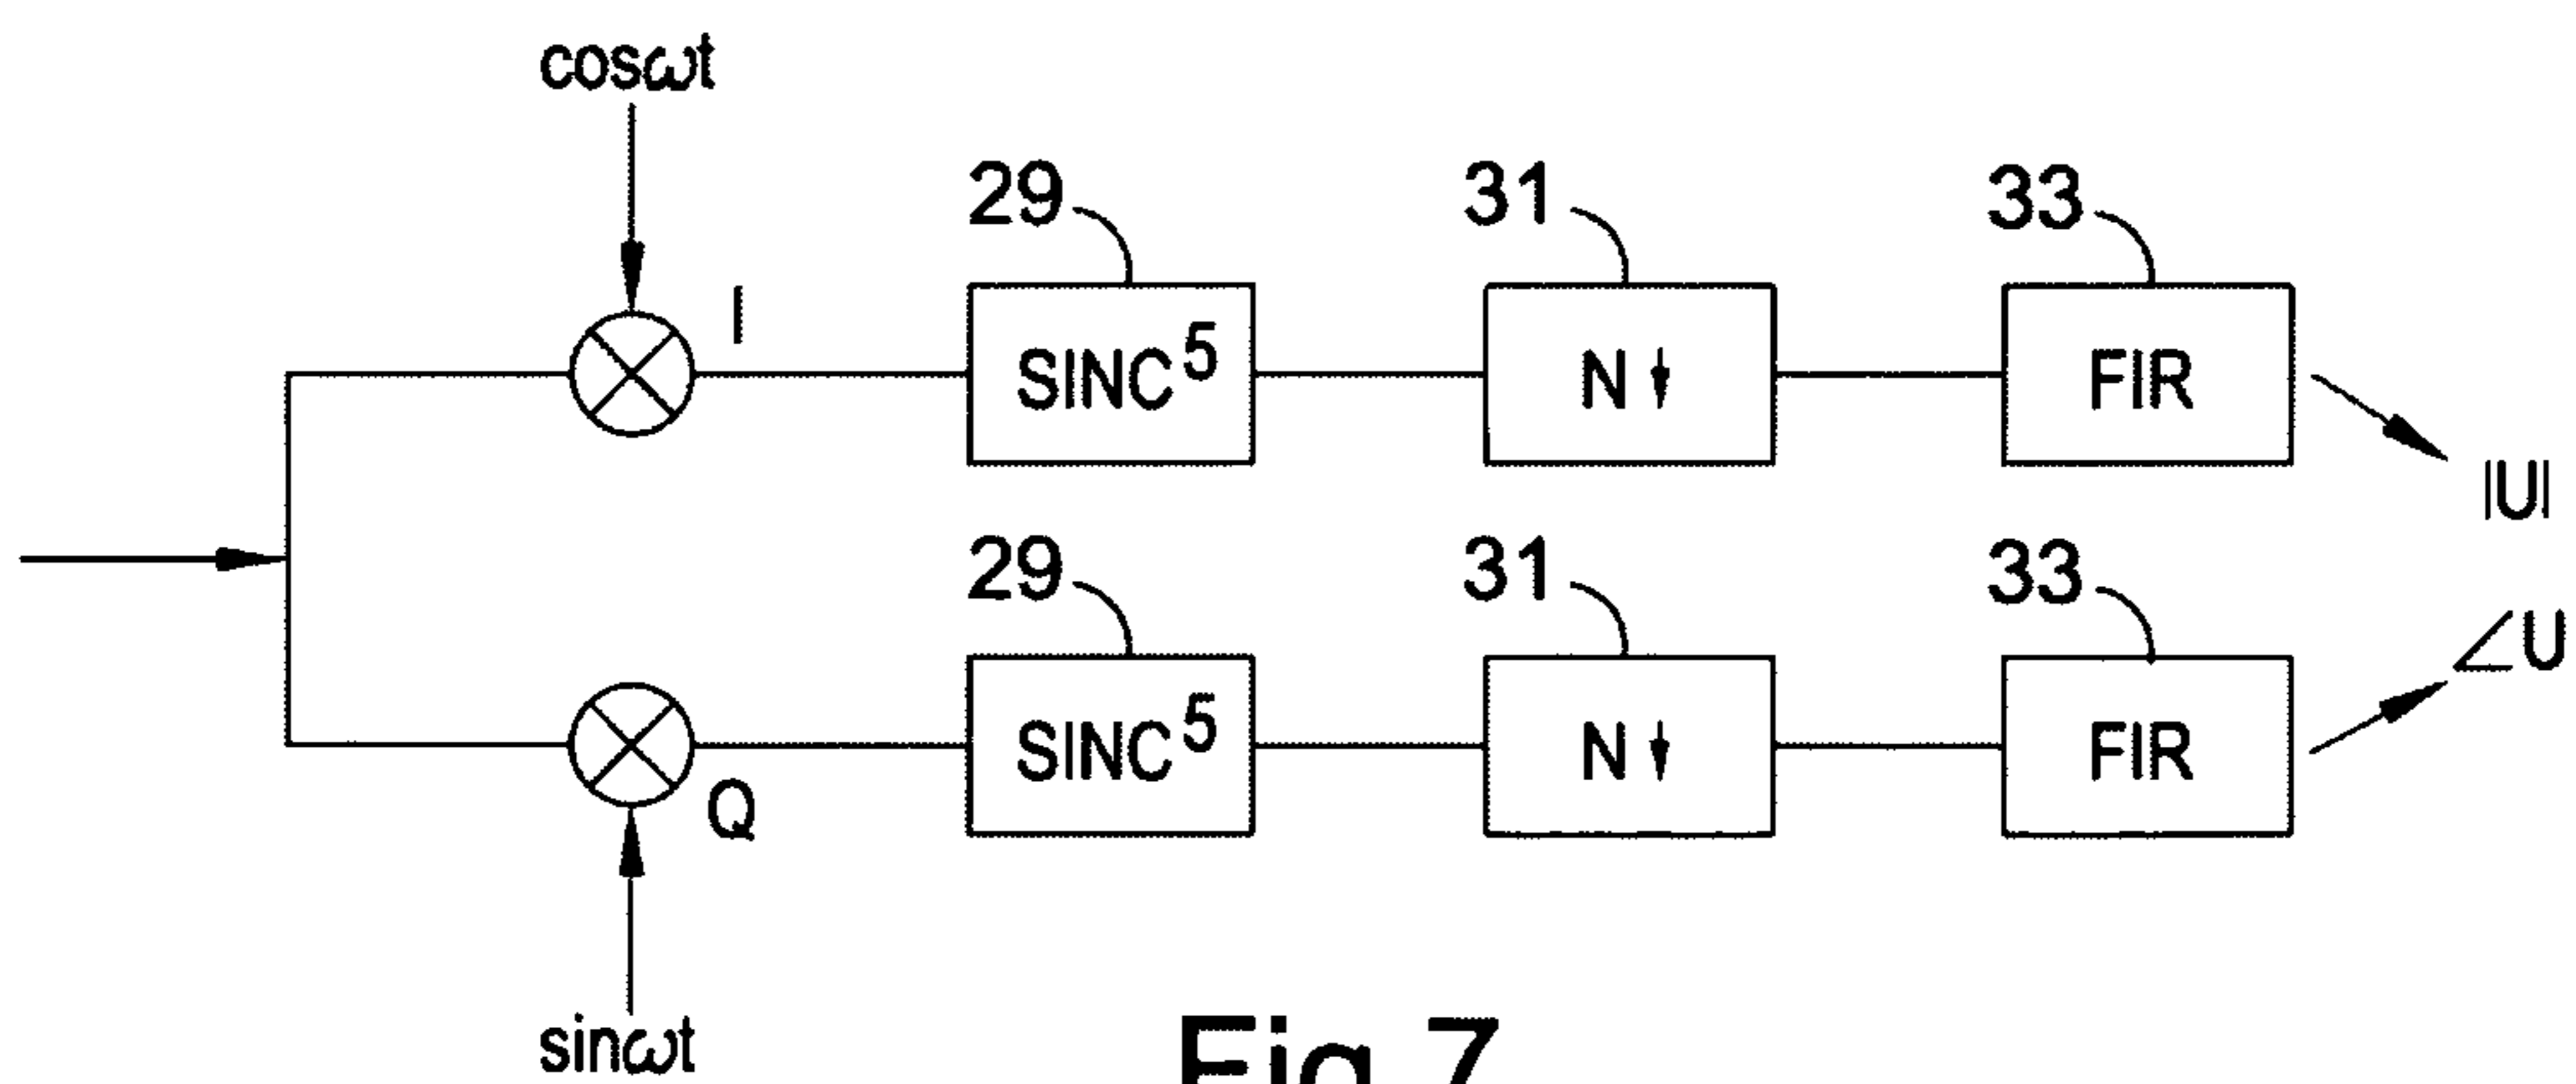 cosωt
29
31
33
I
SINC⁵
N↓
FIR
|U|
29
31
33
∠U
SINC⁵
N↓
FIR
Q
sinωt
Fig 7